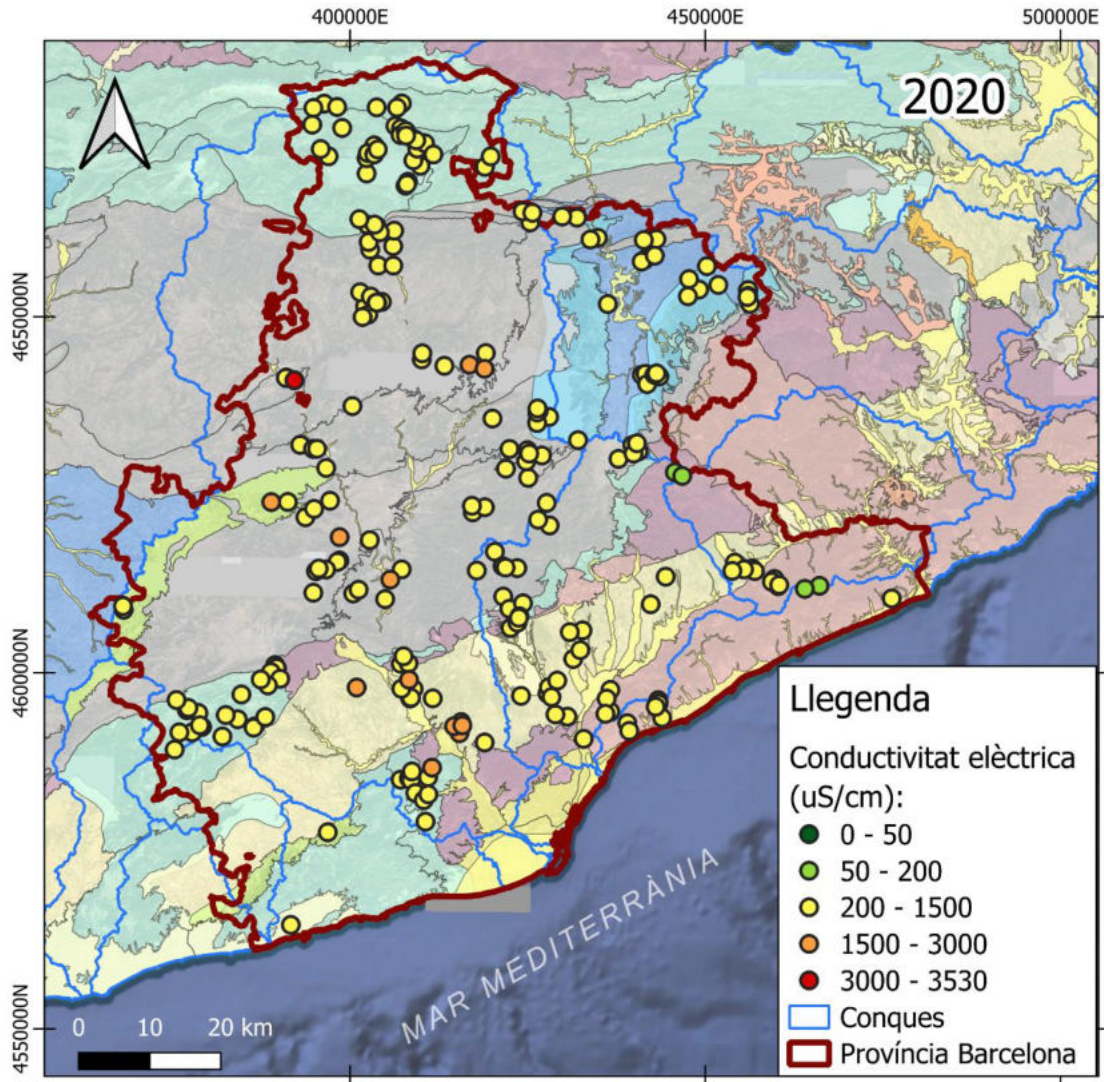 400000E
450000E
500000E
2020
4650000N
4600000N
4550000N
MAR MEDITERRÀNIA
0
10
20 km
Llegenda
Conductivitat elèctrica
(uS/cm):
0 - 50
50 - 200
200 - 1500
1500 - 3000
3000 - 3530
Conques
Província Barcelona